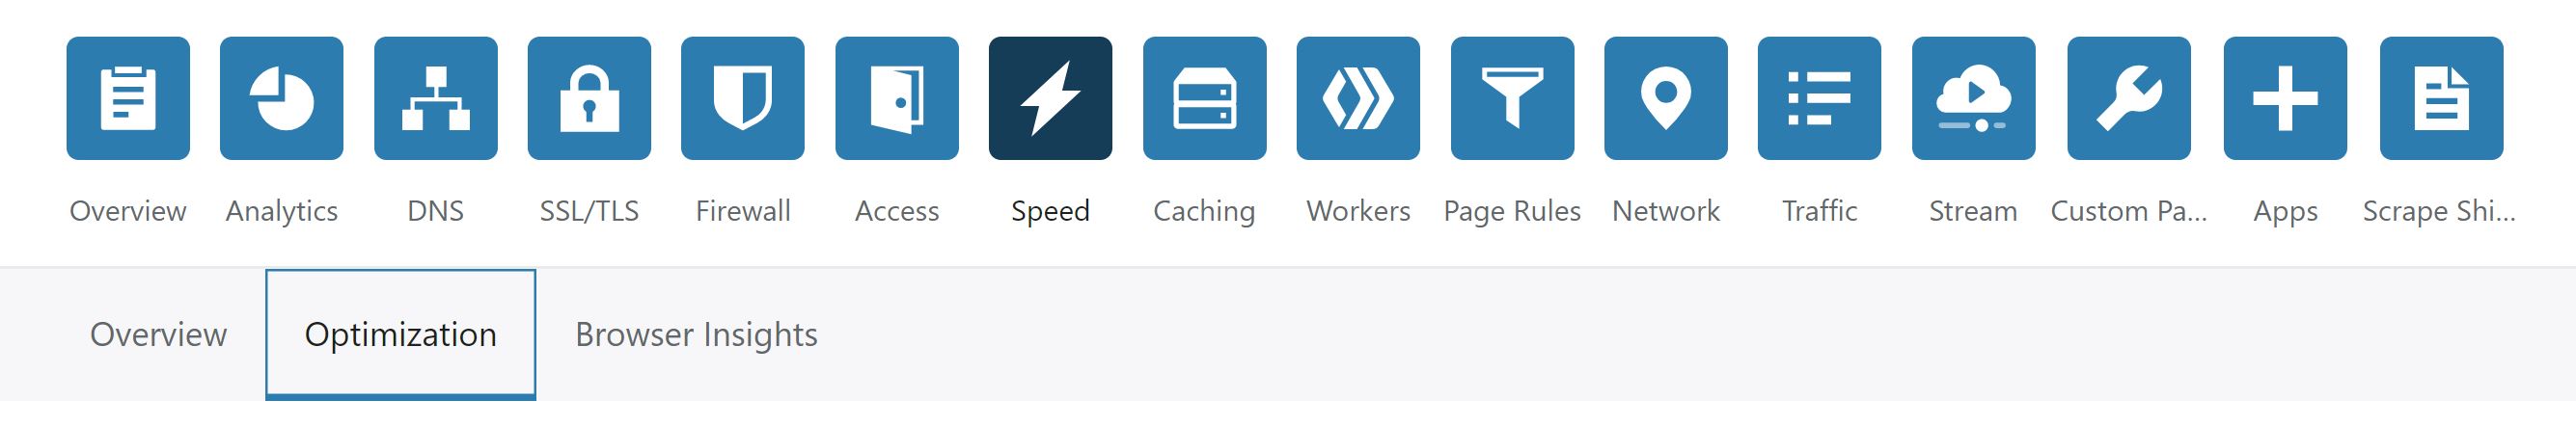 Overview Analytics DNS SSL/TLS Firewall Access Speed Caching Workers Page Rules Network Traffic Stream Custom Pa... Apps Scrape Shi...
Overview Optimization Browser Insights